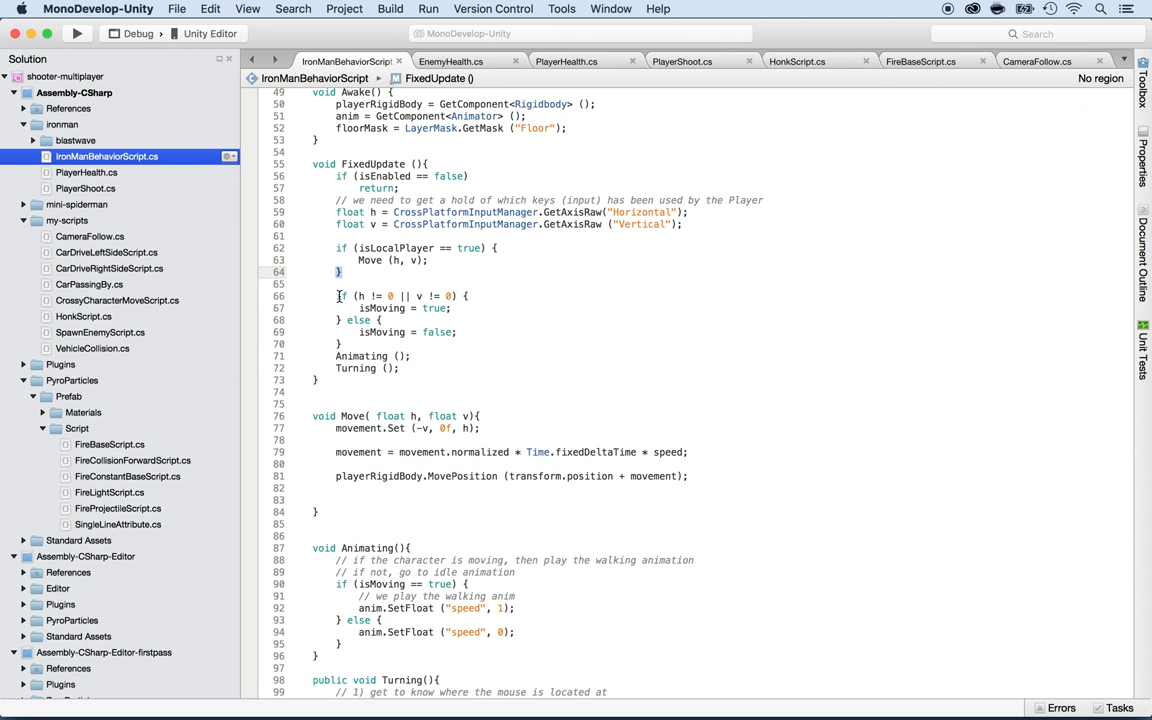 MonoDevelop-Unity File Edit View Search Project Build Run Version Control Tools Window Help
Debug Unity Editor MonoDevelop-Unity Search
Solution
shooter-multiplayer
Assembly-CSharp
References
ironman
blastwave
IronManBehaviorScript.cs
PlayerHealth.cs
PlayerShoot.cs
mini-spiderman
my-scripts
CameraFollow.cs
CarDriveLeftSideScript.cs
CarDriveRightSideScript.cs
CarPassingBy.cs
CrossyCharacterMoveScript.cs
HonkScript.cs
SpawnEnemyScript.cs
VehicleCollision.cs
Plugins
PyroParticles
Prefab
Materials
Script
FireBaseScript.cs
FireCollisionForwardScript.cs
FireConstantBaseScript.cs
FireLightScript.cs
FireProjectileScript.cs
SingleLineAttribute.cs
Standard Assets
Assembly-CSharp-Editor
References
Editor
Plugins
PyroParticles
Standard Assets
Assembly-CSharp-Editor-firstpass
References
Plugins
IronManBehaviorScript EnemyHealth.cs PlayerHealth.cs PlayerShoot.cs HonkScript.cs FireBaseScript.cs CameraFollow.cs
IronManBehaviorScript FixedUpdate () No region
49 void Awake() {
50 playerRigidBody = GetComponent<Rigidbody> ();
51 anim = GetComponent<Animator> ();
52 floorMask = LayerMask.GetMask ("Floor");
53 }
54
55 void FixedUpdate (){
56 if (isEnabled == false)
57 return;
58 // we need to get a hold of which keys (input) has been used by the Player
59 float h = CrossPlatformInputManager.GetAxisRaw("Horizontal");
60 float v = CrossPlatformInputManager.GetAxisRaw ("Vertical");
61
62 if (isLocalPlayer == true) {
63 Move (h, v);
64 }
65
66 if (h != 0 || v != 0) {
67 isMoving = true;
68 } else {
69 isMoving = false;
70 }
71 Animating ();
72 Turning ();
73 }
74
75
76 void Move( float h, float v){
77 movement.Set (-v, 0f, h);
78
79 movement = movement.normalized * Time.fixedDeltaTime * speed;
80
81 playerRigidBody.MovePosition (transform.position + movement);
82
83
84 }
85
86
87 void Animating(){
88 // if the character is moving, then play the walking animation
89 // if not, go to idle animation
90 if (isMoving == true) {
91 // we play the walking anim
92 anim.SetFloat ("speed", 1);
93 } else {
94 anim.SetFloat ("speed", 0);
95 }
96 }
97
98 public void Turning(){
99 // 1) get to know where the mouse is located at
Toolbox
Properties
Document Outline
Unit Tests
Errors Tasks